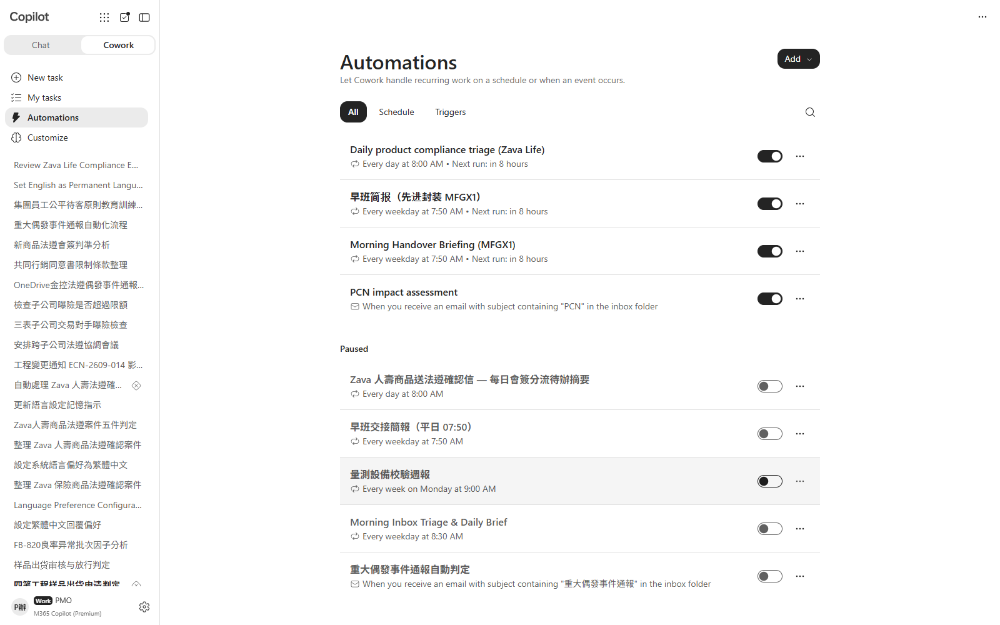 Copilot
Chat
Cowork
New task
My tasks
Automations
Customize
Review Zava Life Compliance E...
Set English as Permanent Langu...
集團員工公平待客原則教育訓練...
重大偶發事件通報自動化流程
新商品法遵會簽判準分析
共同行銷同意書限制條款整理
OneDrive金控法遵偶發事件通報...
檢查子公司曝險是否超過限額
三表子公司交易對手曝險檢查
安排跨子公司法遵協調會議
工程變更通知 ECN-2609-014 影...
自動處理 Zava 人壽法遵確...
更新語言設定記憶指示
Zava人壽商品法遵案件五件判定
整理 Zava 人壽商品法遵確認案件
設定系統語言偏好為繁體中文
整理 Zava 保險商品法遵確認案件
Language Preference Configura...
設定繁體中文回覆偏好
FB-820良率异常批次因子分析
样品出货审核与放行判定
四笔工程样品出货申请判定
P辦
Work PMO
M365 Copilot (Premium)
Automations
Add
Let Cowork handle recurring work on a schedule or when an event occurs.
All
Schedule
Triggers
Daily product compliance triage (Zava Life)
Every day at 8:00 AM • Next run: in 8 hours
早班简报（先进封装 MFGX1）
Every weekday at 7:50 AM • Next run: in 8 hours
Morning Handover Briefing (MFGX1)
Every weekday at 7:50 AM • Next run: in 8 hours
PCN impact assessment
When you receive an email with subject containing "PCN" in the inbox folder
Paused
Zava 人壽商品送法遵確認信 — 每日會簽分流待辦摘要
Every day at 8:00 AM
早班交接簡報（平日 07:50）
Every weekday at 7:50 AM
量測設備校驗週報
Every week on Monday at 9:00 AM
Morning Inbox Triage & Daily Brief
Every weekday at 8:30 AM
重大偶發事件通報自動判定
When you receive an email with subject containing "重大偶發事件通報" in the inbox folder